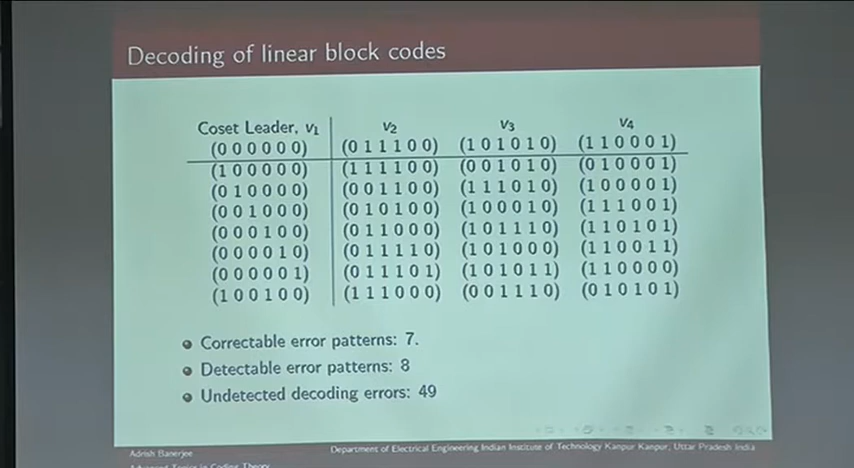 Decoding of linear block codes
Coset Leader, v1 v2 v3 v4
(0 0 0 0 0 0) (0 1 1 1 0 0) (1 0 1 0 1 0) (1 1 0 0 0 1)
(1 0 0 0 0 0) (1 1 1 1 0 0) (0 0 1 0 1 0) (0 1 0 0 0 1)
(0 1 0 0 0 0) (0 0 1 1 0 0) (1 1 1 0 1 0) (1 0 0 0 0 1)
(0 0 1 0 0 0) (0 1 0 1 0 0) (1 0 0 0 1 0) (1 1 1 0 0 1)
(0 0 0 1 0 0) (0 1 1 0 0 0) (1 0 1 1 1 0) (1 1 0 1 0 1)
(0 0 0 0 1 0) (0 1 1 1 1 0) (1 0 1 0 0 0) (1 1 0 0 1 1)
(0 0 0 0 0 1) (0 1 1 1 0 1) (1 0 1 0 1 1) (1 1 0 0 0 0)
(1 0 0 1 0 0) (1 1 1 0 0 0) (0 0 1 1 1 0) (0 1 0 1 0 1)
Correctable error patterns: 7.
Detectable error patterns: 8
Undetected decoding errors: 49
Adrish Banerjee Department of Electrical Engineering Indian Institute of Technology Kanpur Kanpur, Uttar Pradesh India
Advanced Topics in Coding Theory